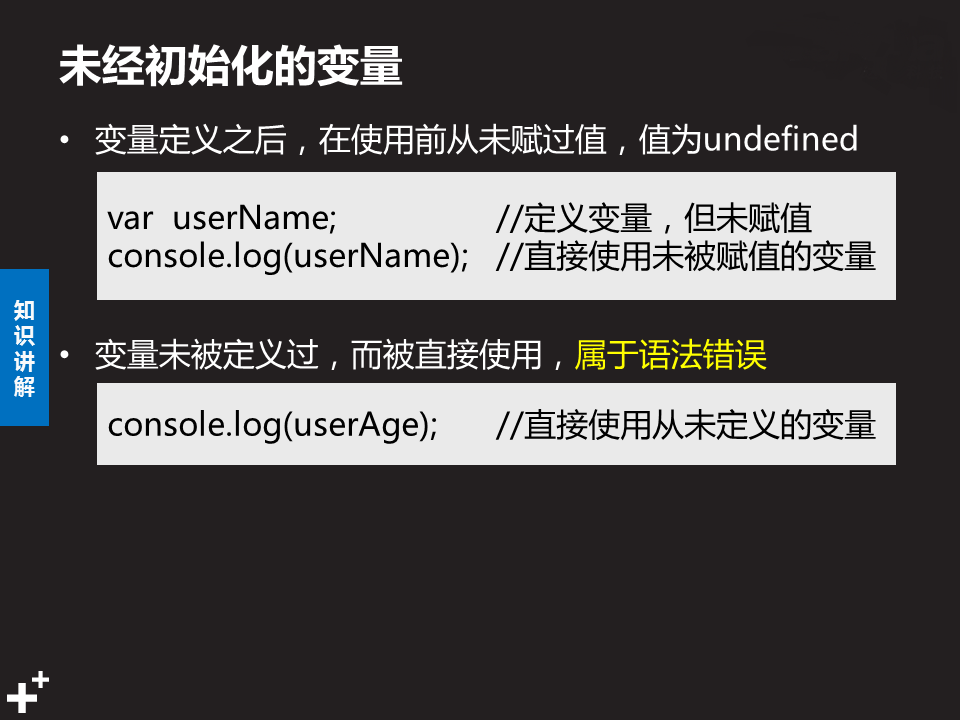 未经初始化的变量
• 变量定义之后，在使用前从未赋过值，值为undefined
var userName; //定义变量，但未赋值
console.log(userName); //直接使用未被赋值的变量
知识讲解
• 变量未被定义过，而被直接使用，属于语法错误
console.log(userAge); //直接使用从未定义的变量